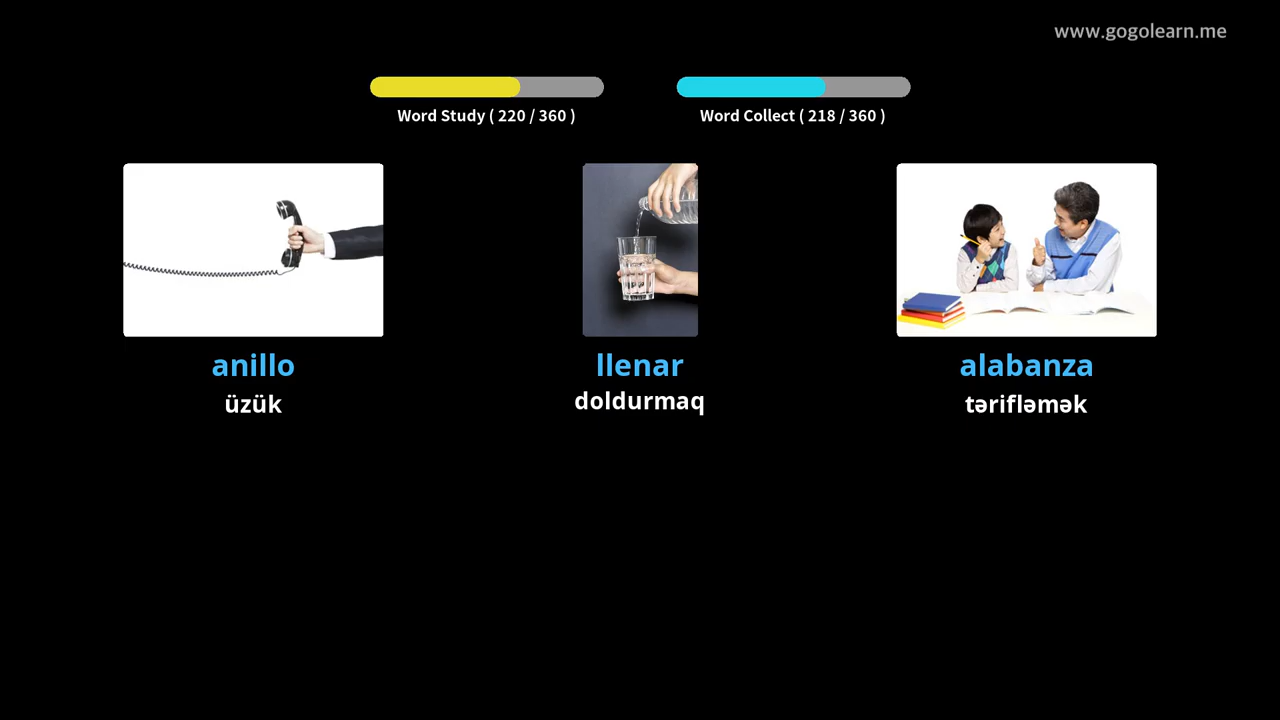 www.gogolearn.me
Word Study ( 220 / 360 )
Word Collect ( 218 / 360 )
anillo
üzük
llenar
doldurmaq
alabanza
tərifləmək